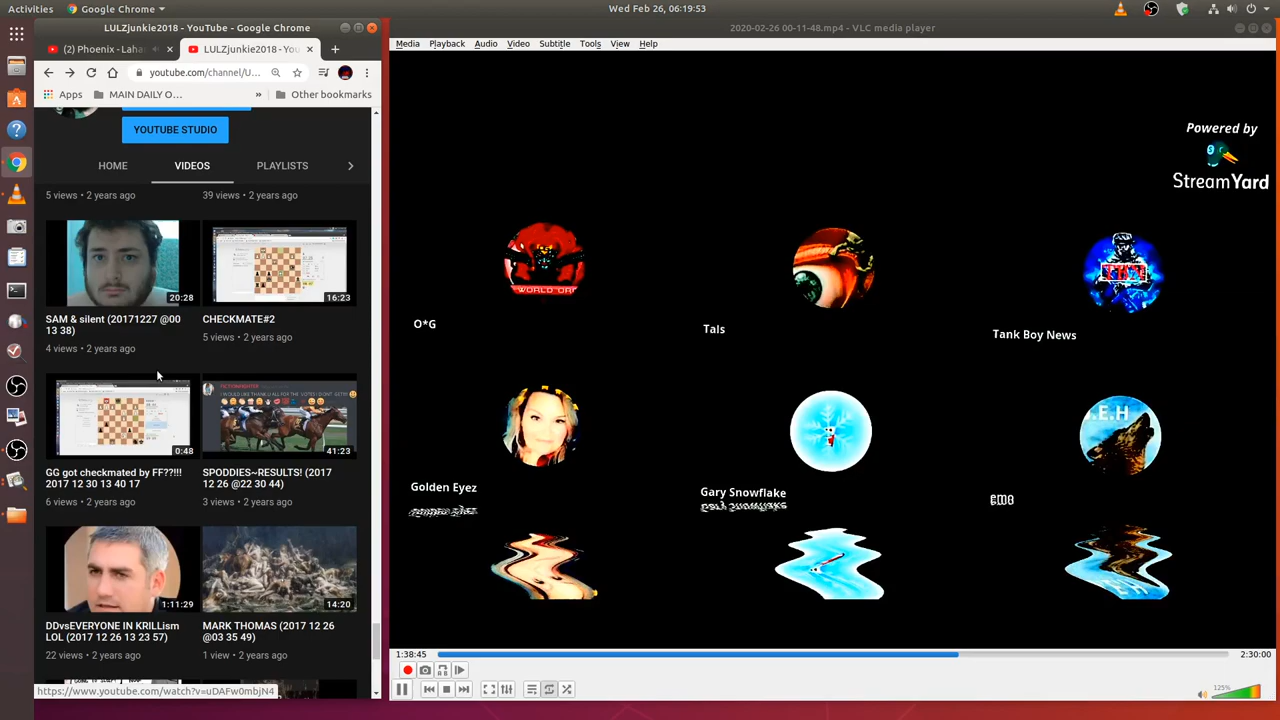 Activities
Google Chrome
Wed Feb 26, 06:19:53
LULZjunkie2018 - YouTube - Google Chrome
2020-02-26 00-11-48.mp4 - VLC media player
(2) Phoenix - Laha
LULZjunkie2018 - You
youtube.com/channel/U...
Apps
MAIN DAILY O...
»
Other bookmarks
Media Playback Audio Video Subtitle Tools View Help
YOUTUBE STUDIO
HOME VIDEOS PLAYLISTS
5 views • 2 years ago
39 views • 2 years ago
20:28
16:23
SAM & silent (20171227 @00
13 38)
4 views • 2 years ago
CHECKMATE#2
5 views • 2 years ago
0:48
41:23
GG got checkmated by FF??!!!
2017 12 30 13 40 17
6 views • 2 years ago
SPODDIES~RESULTS! (2017
12 26 @22 30 44)
3 views • 2 years ago
1:11:29
14:20
DDvsEVERYONE IN KRILLism
LOL (2017 12 26 13 23 57)
22 views • 2 years ago
MARK THOMAS (2017 12 26
@03 35 49)
1 view • 2 years ago
https://www.youtube.com/watch?v=uDAFw0mbjN4
Powered by
StreamYard
WORLD ORD
O*G
Tals
Tank Boy News
.E.H
Golden Eyez
Gary Snowflake
emo
1:38:45
2:30:00
125%